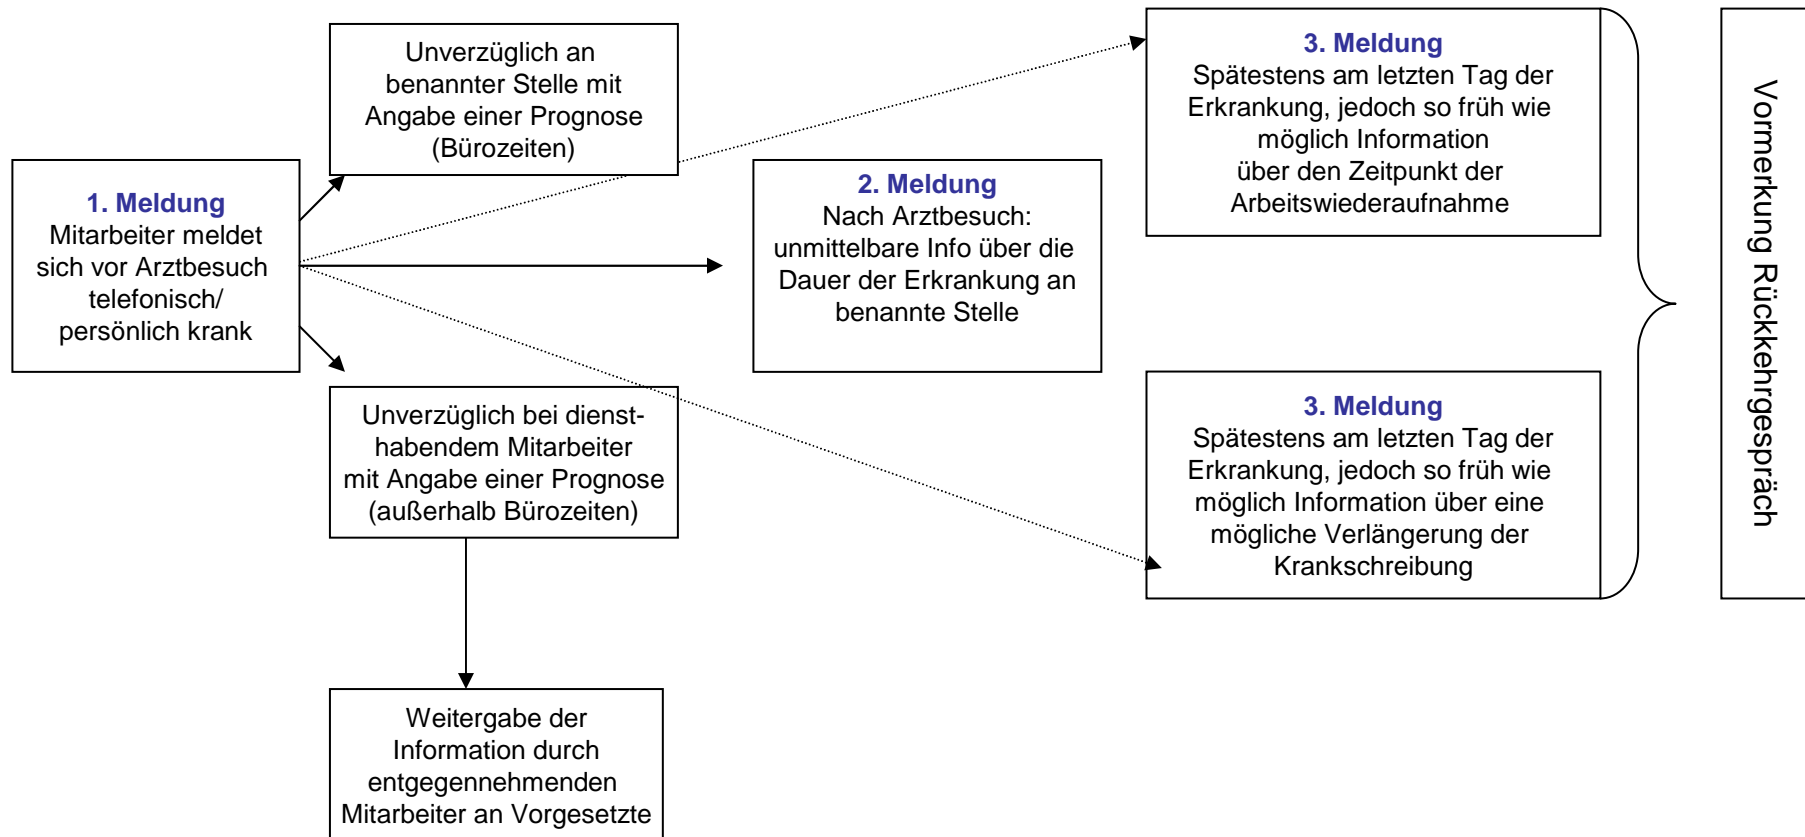 1. Meldung
Mitarbeiter meldet
sich vor Arztbesuch
telefonisch/
persönlich krank
Unverzüglich an
benannter Stelle mit
Angabe einer Prognose
(Bürozeiten)
Unverzüglich bei dienst-
habendem Mitarbeiter
mit Angabe einer Prognose
(außerhalb Bürozeiten)
Weitergabe der
Information durch
entgegennehmenden
Mitarbeiter an Vorgesetzte
2. Meldung
Nach Arztbesuch:
unmittelbare Info über die
Dauer der Erkrankung an
benannte Stelle
3. Meldung
Spätestens am letzten Tag der
Erkrankung, jedoch so früh wie
möglich Information
über den Zeitpunkt der
Arbeitswiederaufnahme
3. Meldung
Spätestens am letzten Tag der
Erkrankung, jedoch so früh wie
möglich Information über eine
mögliche Verlängerung der
Krankschreibung
Vormerkung Rückkehrgespräch